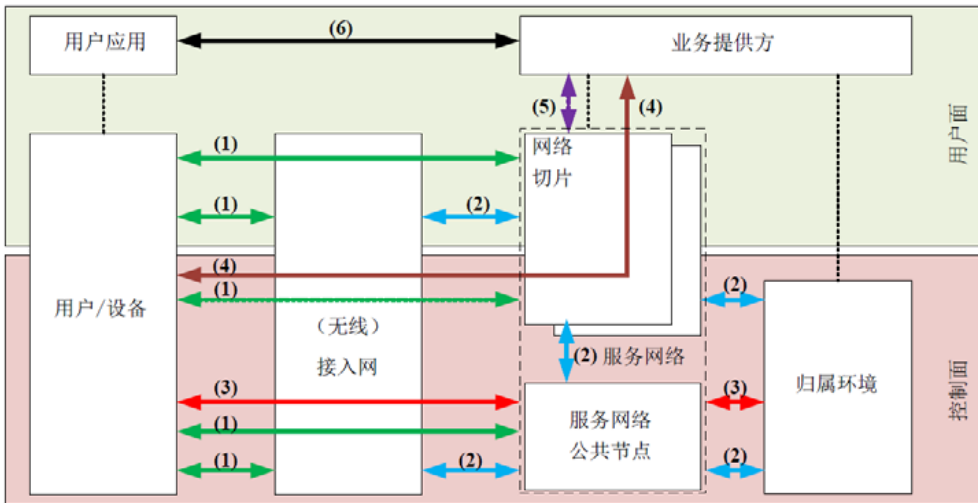 用户应用
(6)
业务提供方
(5)
(4)
用户面
(1)
网络
切片
(1)
(2)
(4)
(1)
(2)
用户/设备
（无线）
接入网
(2) 服务网络
归属环境
控制面
(3)
(3)
服务网络
公共节点
(1)
(1)
(2)
(2)